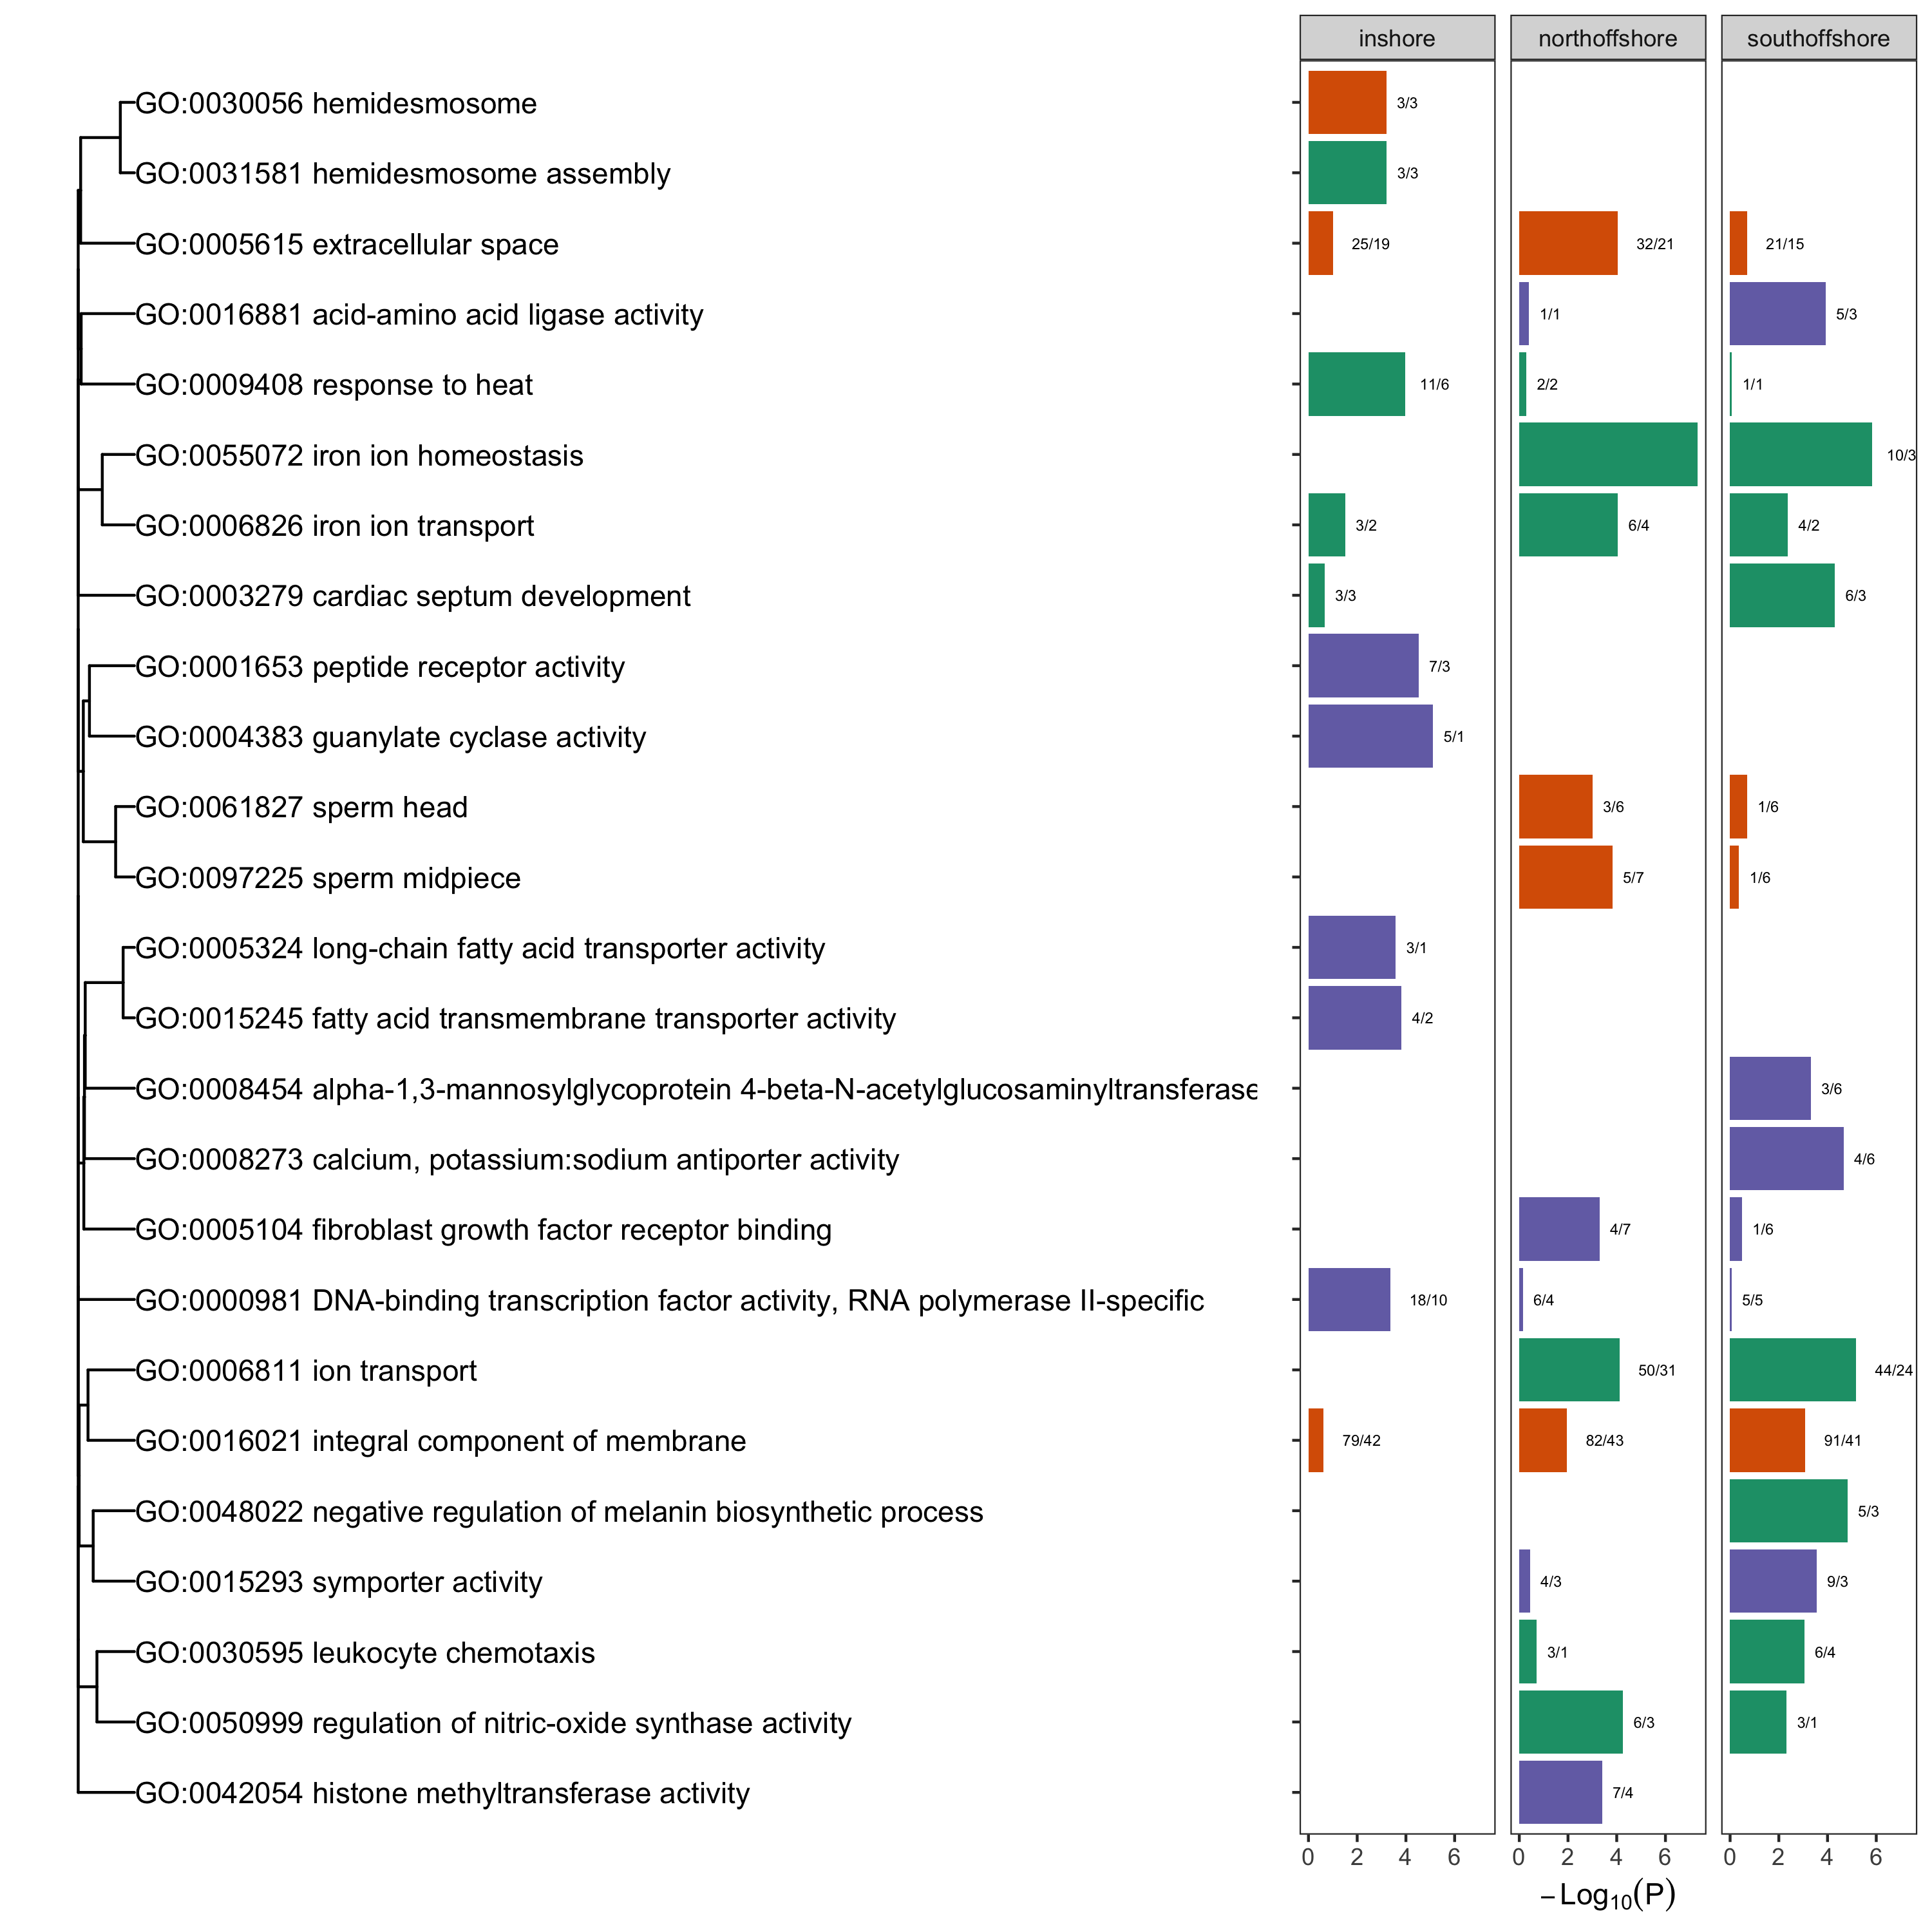 inshore northoffshore southoffshore
GO:0030056 hemidesmosome 3/3
GO:0031581 hemidesmosome assembly 3/3
GO:0005615 extracellular space 25/19 32/21 21/15
GO:0016881 acid-amino acid ligase activity 1/1 5/3
GO:0009408 response to heat 11/6 2/2 1/1
GO:0055072 iron ion homeostasis 10/3
GO:0006826 iron ion transport 3/2 6/4 4/2
GO:0003279 cardiac septum development 3/3 6/3
GO:0001653 peptide receptor activity 7/3
GO:0004383 guanylate cyclase activity 5/1
GO:0061827 sperm head 3/6 1/6
GO:0097225 sperm midpiece 5/7 1/6
GO:0005324 long-chain fatty acid transporter activity 3/1
GO:0015245 fatty acid transmembrane transporter activity 4/2
GO:0008454 alpha-1,3-mannosylglycoprotein 4-beta-N-acetylglucosaminyltransferase 3/6
GO:0008273 calcium, potassium:sodium antiporter activity 4/6
GO:0005104 fibroblast growth factor receptor binding 4/7 1/6
GO:0000981 DNA-binding transcription factor activity, RNA polymerase II-specific 18/10 6/4 5/5
GO:0006811 ion transport 50/31 44/24
GO:0016021 integral component of membrane 79/42 82/43 91/41
GO:0048022 negative regulation of melanin biosynthetic process 5/3
GO:0015293 symporter activity 4/3 9/3
GO:0030595 leukocyte chemotaxis 3/1 6/4
GO:0050999 regulation of nitric-oxide synthase activity 6/3 3/1
GO:0042054 histone methyltransferase activity 7/4
0 2 4 6 0 2 4 6 0 2 4 6
−Log₁₀(P)